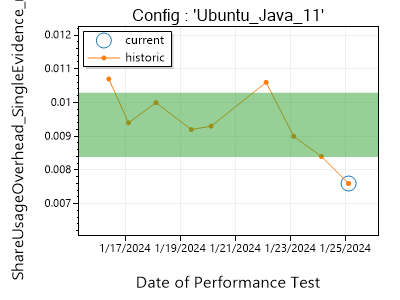 Config : 'Ubuntu_Java_11'
current
historic
0.012
0.011
0.01
0.009
0.008
0.007
ShareUsageOverhead_SingleEvidence_
1/17/2024
1/19/2024
1/21/2024
1/23/2024
1/25/2024
Date of Performance Test